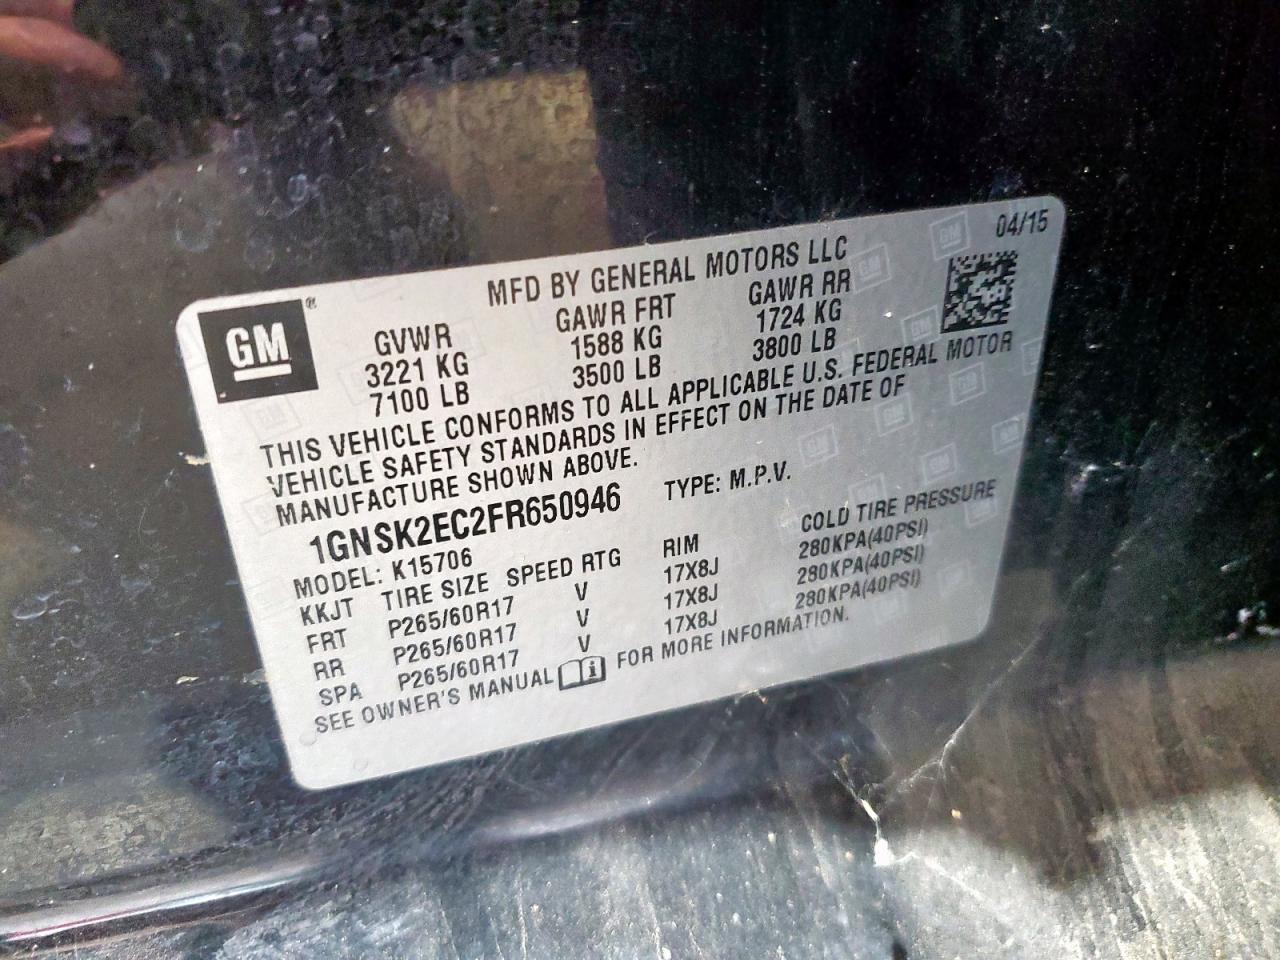 04/15
MFD BY GENERAL MOTORS LLC
GM ®
GVWR GAWR FRT GAWR RR
3221 KG 1588 KG 1724 KG
7100 LB 3500 LB 3800 LB
THIS VEHICLE CONFORMS TO ALL APPLICABLE U.S. FEDERAL MOTOR
VEHICLE SAFETY STANDARDS IN EFFECT ON THE DATE OF
MANUFACTURE SHOWN ABOVE.
1GNSK2EC2FR650946 TYPE: M.P.V.
MODEL: K15706
KKJT TIRE SIZE SPEED RTG RIM COLD TIRE PRESSURE
FRT P265/60R17 V 17X8J 280KPA(40PSI)
RR P265/60R17 V 17X8J 280KPA(40PSI)
SPA P265/60R17 V 17X8J 280KPA(40PSI)
SEE OWNER'S MANUAL i FOR MORE INFORMATION.